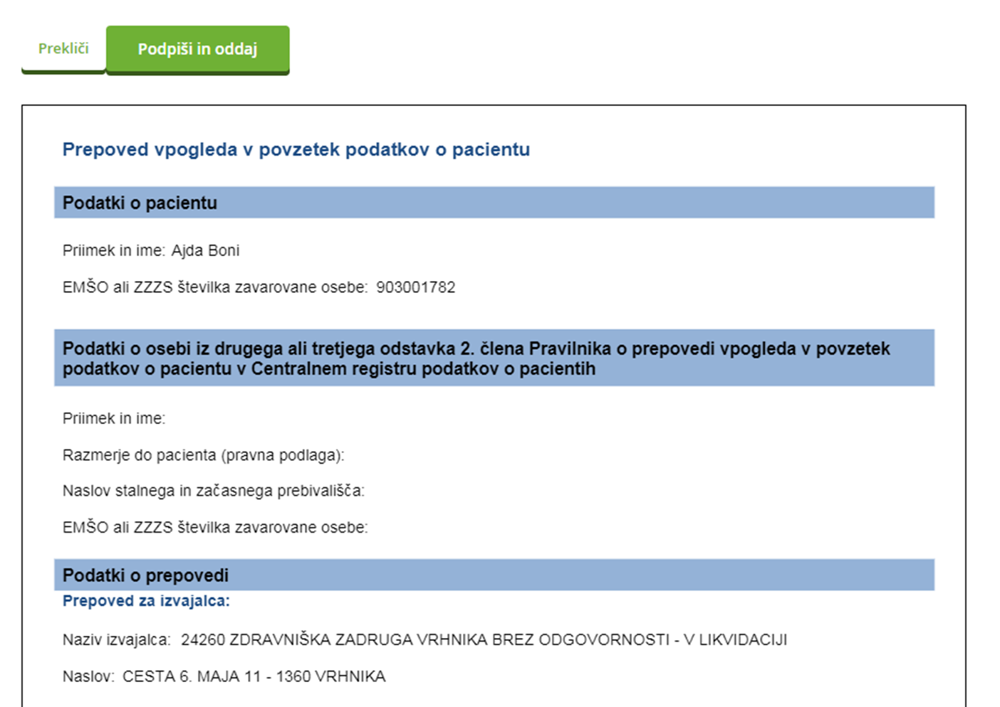 Prekliči
Podpiši in oddaj
Prepoved vpogleda v povzetek podatkov o pacientu
Podatki o pacientu
Priimek in ime: Ajda Boni
EMŠO ali ZZZS številka zavarovane osebe: 903001782
Podatki o osebi iz drugega ali tretjega odstavka 2. člena Pravilnika o prepovedi vpogleda v povzetek
podatkov o pacientu v Centralnem registru podatkov o pacientih
Priimek in ime:
Razmerje do pacienta (pravna podlaga):
Naslov stalnega in začasnega prebivališča:
EMŠO ali ZZZS številka zavarovane osebe:
Podatki o prepovedi
Prepoved za izvajalca:
Naziv izvajalca: 24260 ZDRAVNIŠKA ZADRUGA VRHNIKA BREZ ODGOVORNOSTI - V LIKVIDACIJI
Naslov: CESTA 6. MAJA 11 - 1360 VRHNIKA